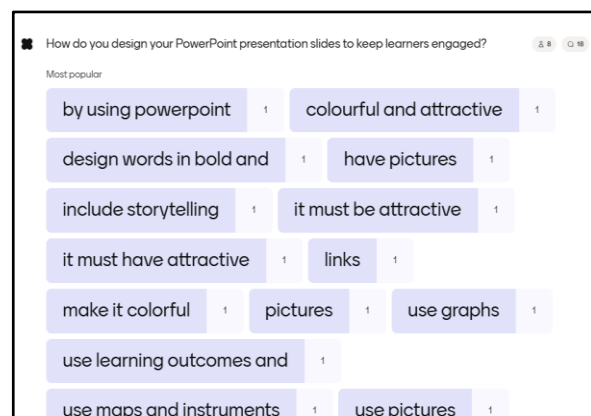 How do you design your PowerPoint presentation slides to keep learners engaged? 8 18
Most popular
by using powerpoint 1 colourful and attractive 1
design words in bold and 1 have pictures 1
include storytelling 1 it must be attractive 1
it must have attractive 1 links 1
make it colorful 1 pictures 1 use graphs 1
use learning outcomes and 1
use maps and instruments 1 use pictures 1